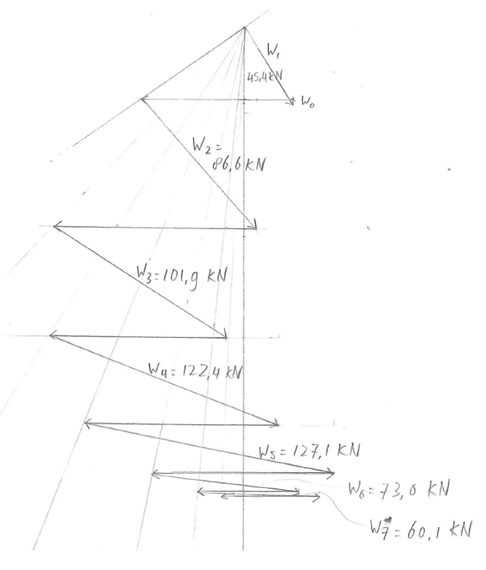 W₁
45,4kN
W₀
W₂=
86,6 kN
W₃=101,9 kN
W₄=122,4 kN
W₅=127,1 kN
W₆=73,0 kN
W₇=60,1 kN